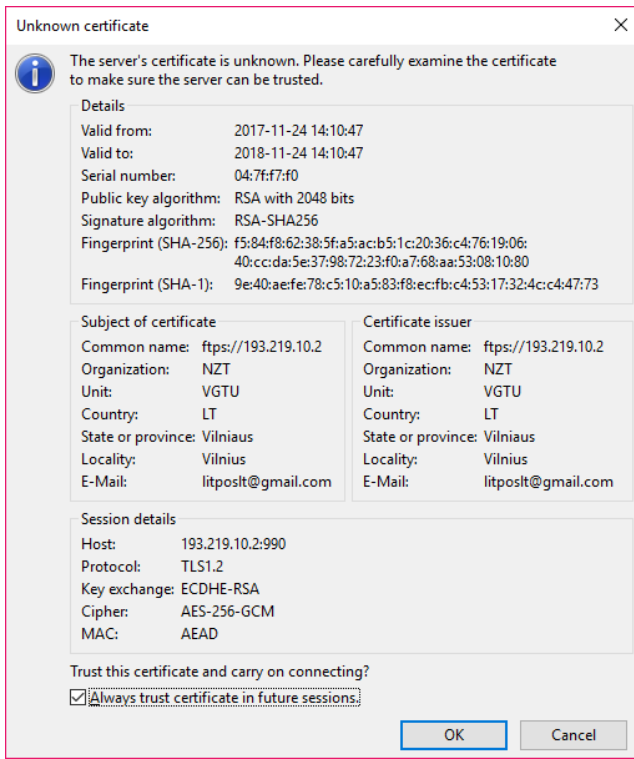 Unknown certificate
The server's certificate is unknown. Please carefully examine the certificate
to make sure the server can be trusted.
Details
Valid from: 2017-11-24 14:10:47
Valid to: 2018-11-24 14:10:47
Serial number: 04:7f:f7:f0
Public key algorithm: RSA with 2048 bits
Signature algorithm: RSA-SHA256
Fingerprint (SHA-256): f5:84:f8:62:38:5f:a5:ac:b5:1c:20:36:c4:76:19:06:
40:cc:da:5e:37:98:72:23:f0:a7:68:aa:53:08:10:80
Fingerprint (SHA-1): 9e:40:ae:fe:78:c5:10:a5:83:f8:ec:fb:c4:53:17:32:4c:c4:47:73
Subject of certificate
Common name: ftps://193.219.10.2
Organization: NZT
Unit: VGTU
Country: LT
State or province: Vilniaus
Locality: Vilnius
E-Mail: litposlt@gmail.com
Certificate issuer
Common name: ftps://193.219.10.2
Organization: NZT
Unit: VGTU
Country: LT
State or province: Vilniaus
Locality: Vilnius
E-Mail: litposlt@gmail.com
Session details
Host: 193.219.10.2:990
Protocol: TLS1.2
Key exchange: ECDHE-RSA
Cipher: AES-256-GCM
MAC: AEAD
Trust this certificate and carry on connecting?
Always trust certificate in future sessions.
OK Cancel